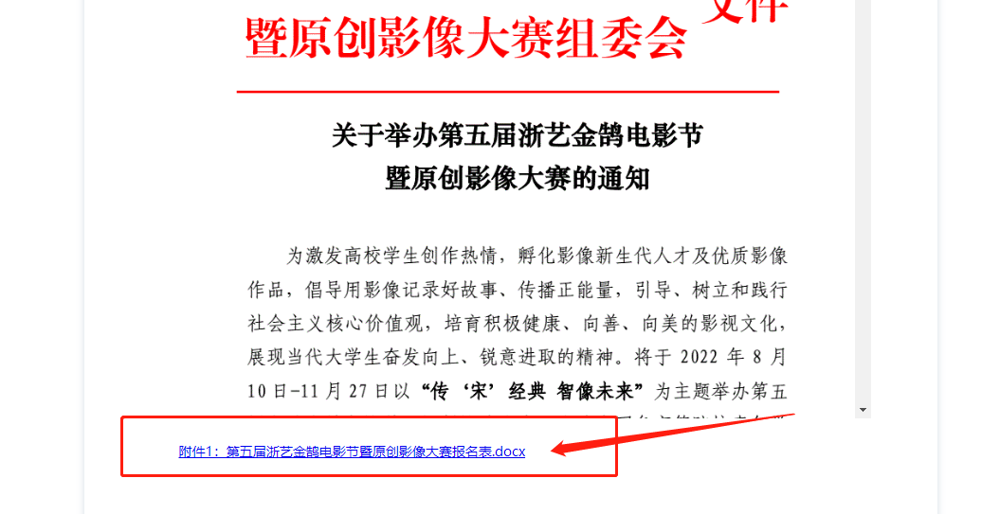 文件
暨原创影像大赛组委会
关于举办第五届浙艺金鹄电影节
暨原创影像大赛的通知
为激发高校学生创作热情，孵化影像新生代人才及优质影像
作品，倡导用影像记录好故事、传播正能量，引导、树立和践行
社会主义核心价值观，培育积极健康、向善、向美的影视文化，
展现当代大学生奋发向上、锐意进取的精神。将于 2022 年 8 月
10 日-11 月 27 日以“传‘宋’经典 智像未来”为主题举办第五
附件1：第五届浙艺金鹄电影节暨原创影像大赛报名表.docx